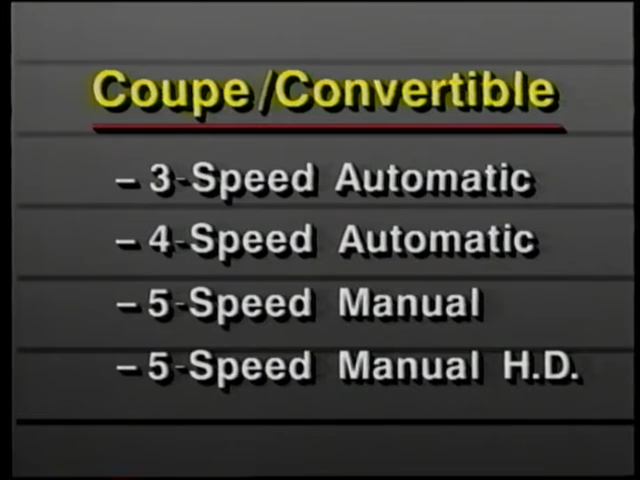 Coupe/Convertible
– 3-Speed Automatic
– 4-Speed Automatic
– 5-Speed Manual
– 5-Speed Manual H.D.